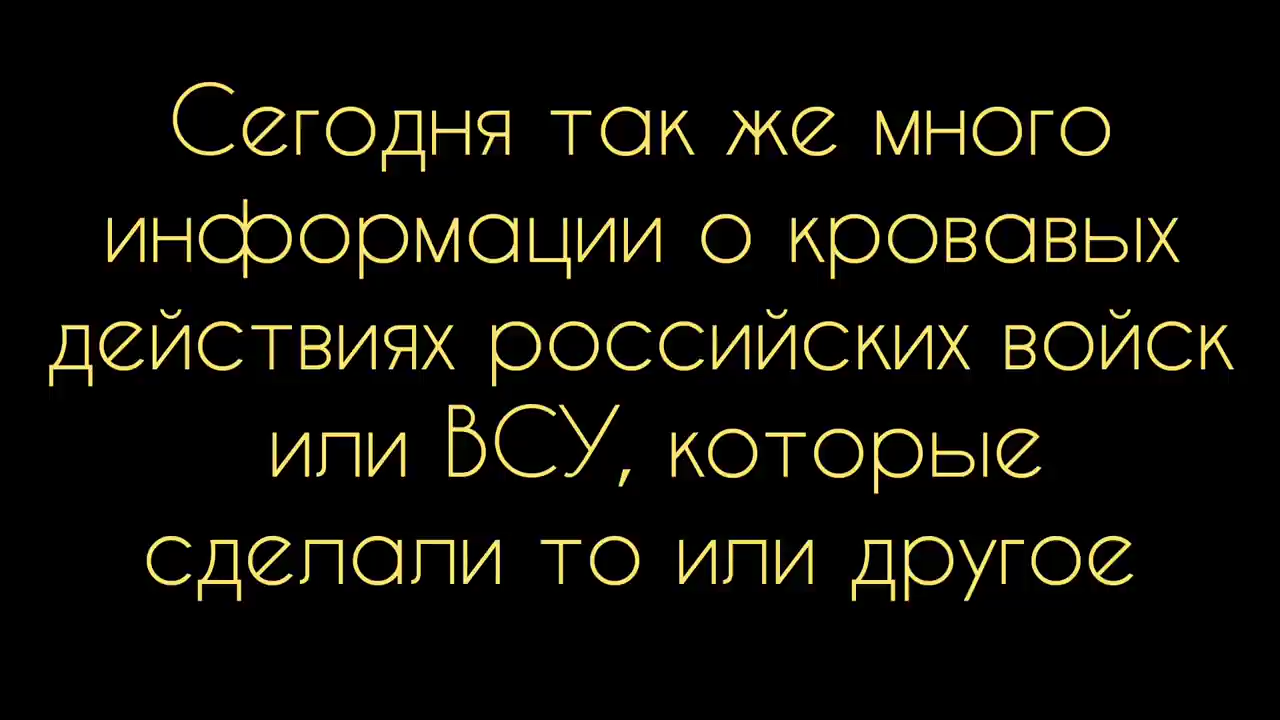 Сегодня так же много
информации о кровавых
действиях российских войск
или ВСУ, которые
сделали то или другое